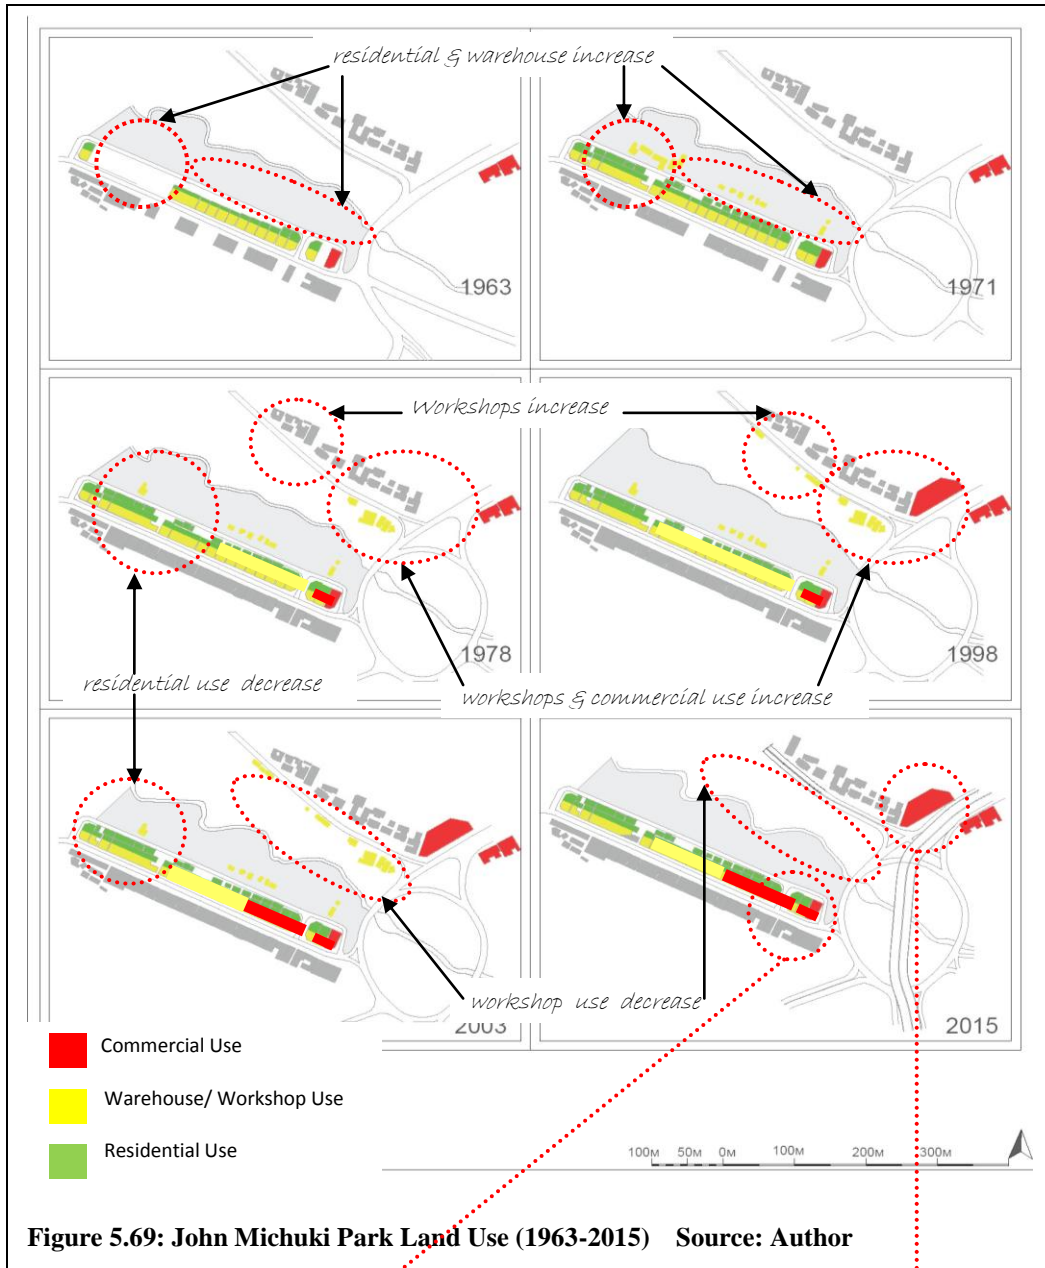 residential & warehouse increase
1963
1971
Workshops increase
1978
1998
residential use decrease
workshops & commercial use increase
workshop use decrease
2003
2015
Commercial Use
Warehouse/ Workshop Use
Residential Use
100M 50M 0M 100M 200M 300M
Figure 5.69: John Michuki Park Land Use (1963-2015) Source: Author